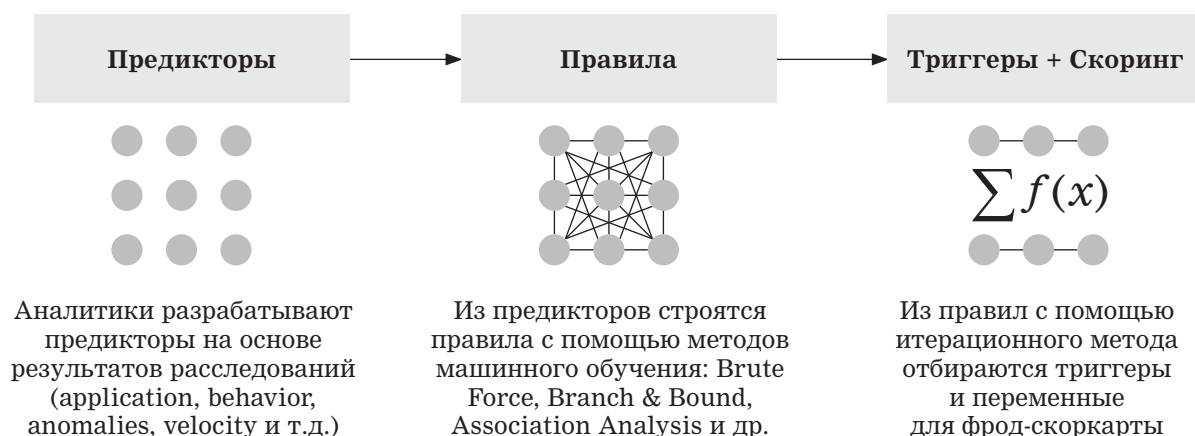 Предикторы
Правила
Триггеры + Скоринг
∑ f(x)
Аналитики разрабатывают
предикторы на основе
результатов расследований
(application, behavior,
anomalies, velocity и т.д.)
Из предикторов строятся
правила с помощью методов
машинного обучения: Brute
Force, Branch & Bound,
Association Analysis и др.
Из правил с помощью
итерационного метода
отбираются триггеры
и переменные
для фрод-скоркарты